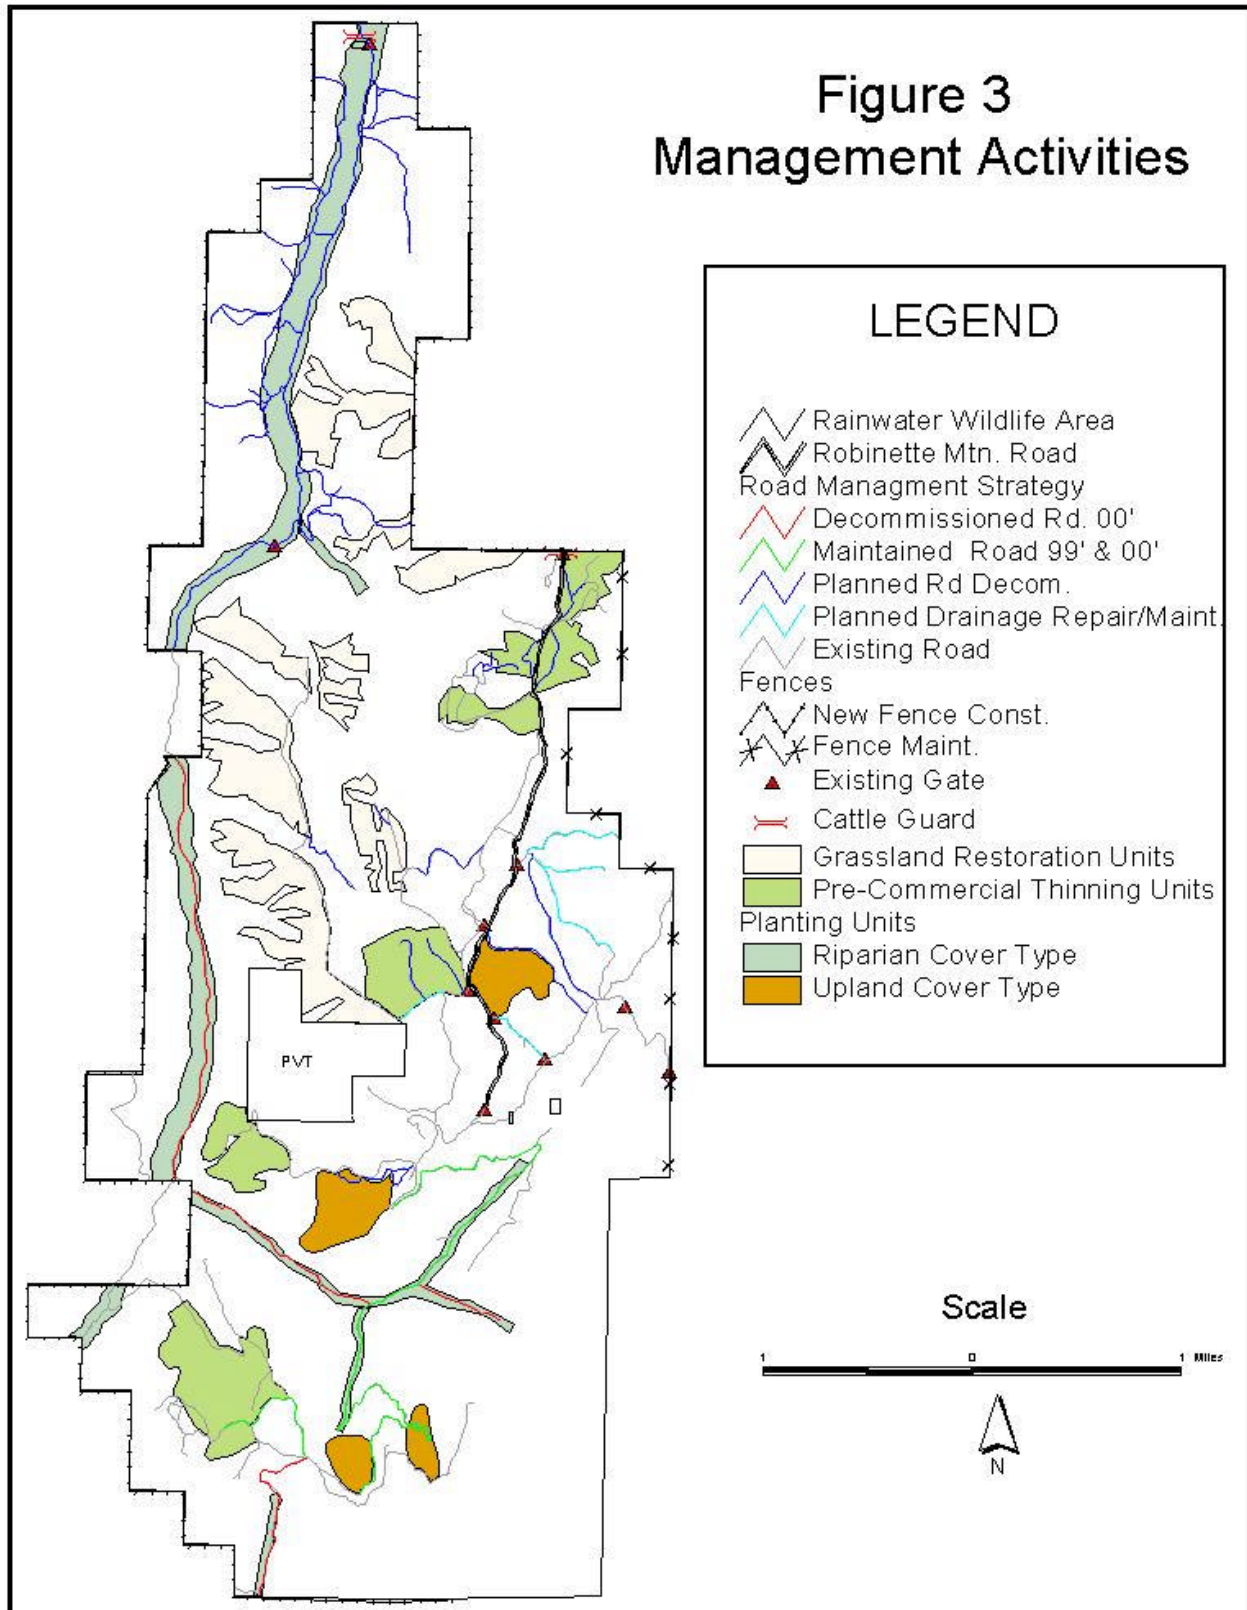 Figure 3
Management Activities
LEGEND
Rainwater Wildlife Area
Robinette Mtn. Road
Road Managment Strategy
Decommissioned Rd. 00'
Maintained Road 99' & 00'
Planned Rd Decom.
Planned Drainage Repair/Maint.
Existing Road
Fences
New Fence Const.
Fence Maint.
Existing Gate
Cattle Guard
Grassland Restoration Units
Pre-Commercial Thinning Units
Planting Units
Riparian Cover Type
Upland Cover Type
PVT
Scale
1 0 1 Miles
N